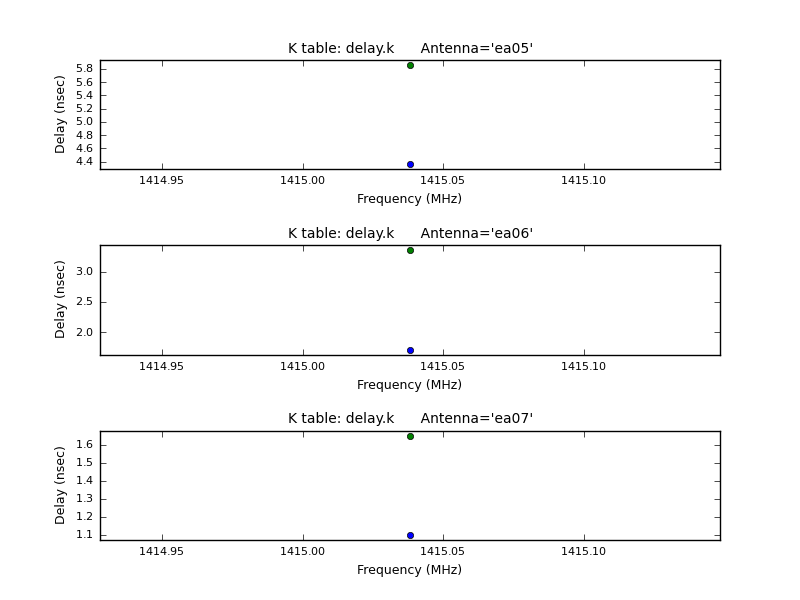 K table: delay.k Antenna='ea05'
Delay (nsec)
5.8
5.6
5.4
5.2
5.0
4.8
4.6
4.4
1414.95 1415.00 1415.05 1415.10
Frequency (MHz)
K table: delay.k Antenna='ea06'
Delay (nsec)
3.0
2.5
2.0
1414.95 1415.00 1415.05 1415.10
Frequency (MHz)
K table: delay.k Antenna='ea07'
Delay (nsec)
1.6
1.5
1.4
1.3
1.2
1.1
1414.95 1415.00 1415.05 1415.10
Frequency (MHz)